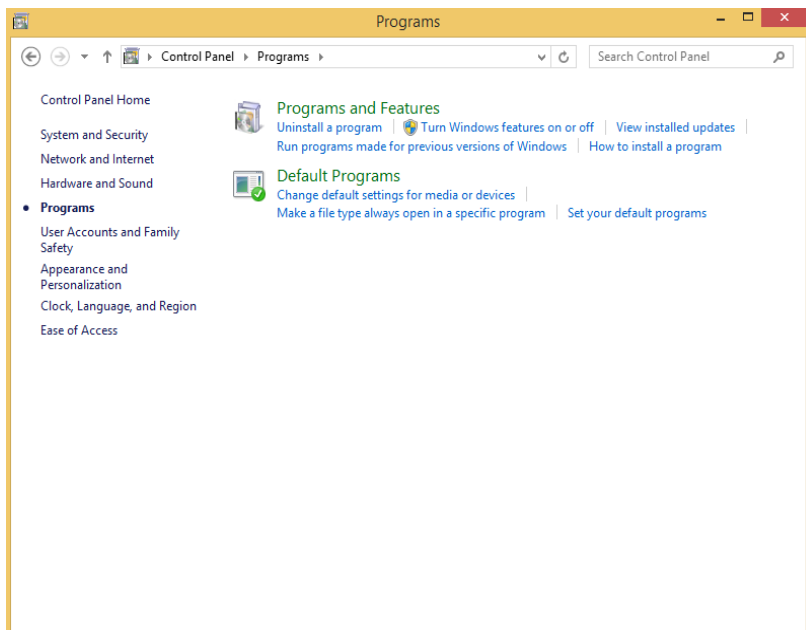 Programs
Control Panel Programs
Search Control Panel
Control Panel Home
System and Security
Network and Internet
Hardware and Sound
Programs
User Accounts and Family
Safety
Appearance and
Personalization
Clock, Language, and Region
Ease of Access
Programs and Features
Uninstall a program Turn Windows features on or off View installed updates
Run programs made for previous versions of Windows How to install a program
Default Programs
Change default settings for media or devices
Make a file type always open in a specific program Set your default programs